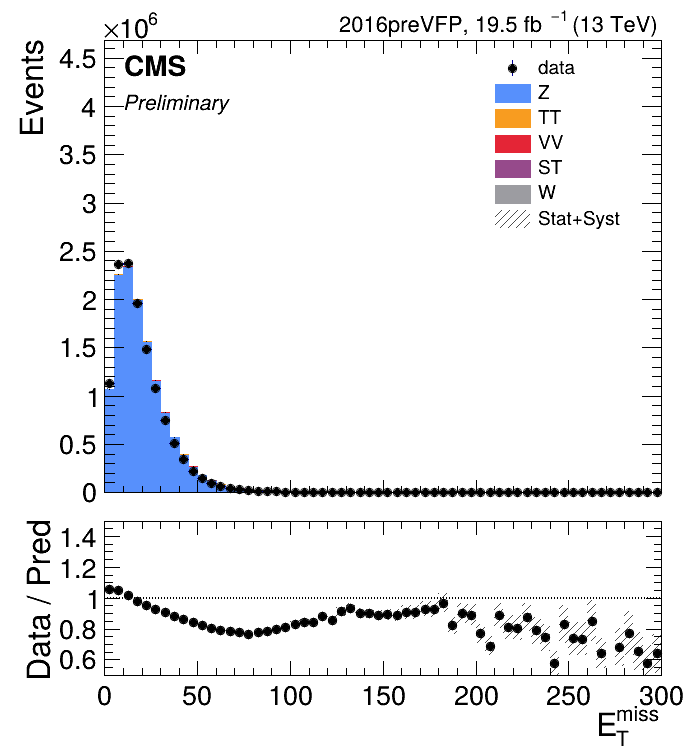 ×10⁶
2016preVFP, 19.5 fb ⁻¹ (13 TeV)
Events
CMS
Preliminary
data
Z
TT
VV
ST
W
Stat+Syst
4.5
4
3.5
3
2.5
2
1.5
1
0.5
0
Data / Pred
1.4
1.2
1
0.8
0.6
0 50 100 150 200 250 300
E_T^miss